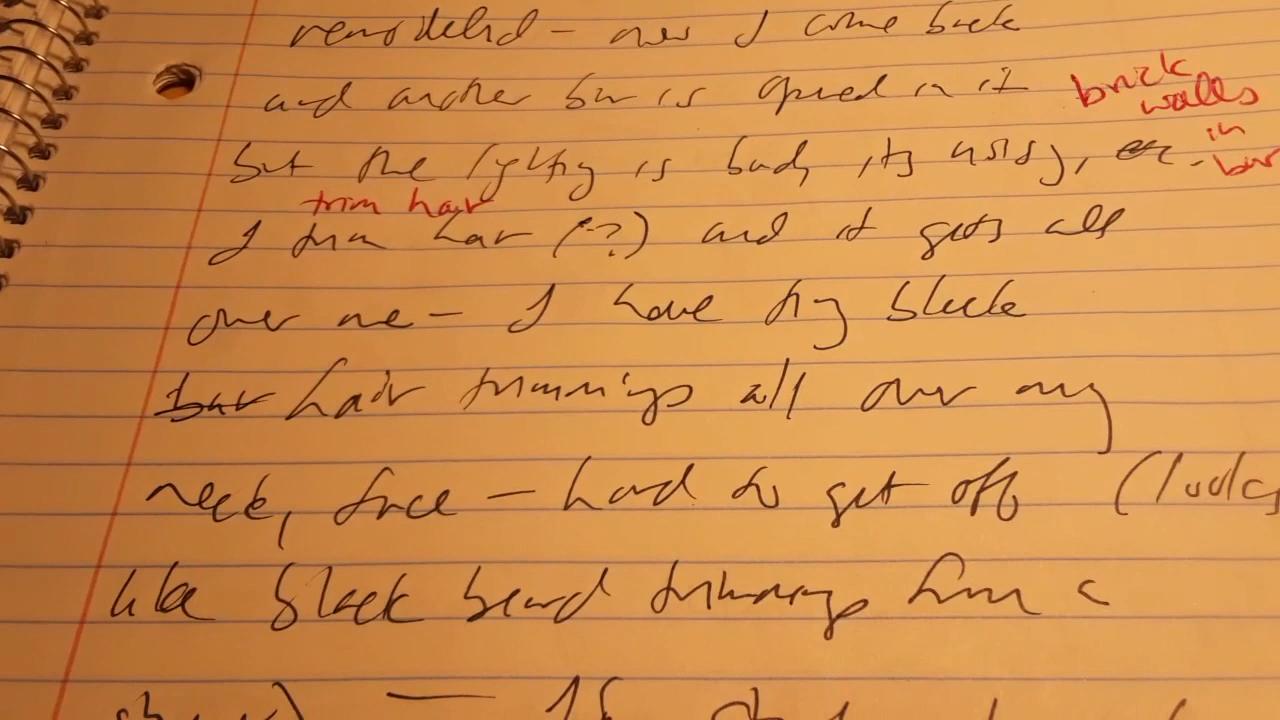 remodeled – now I come back
and another bar is opened in it
brick
walls
in
bar
but the lighting is bad, its noisy, etc.
trim hair
I trim hair (–?) and it gets all
over me – I have tiny black
bar hair trimmings all over my
neck, face – hard to get off (looks
like black beard trimmings from a